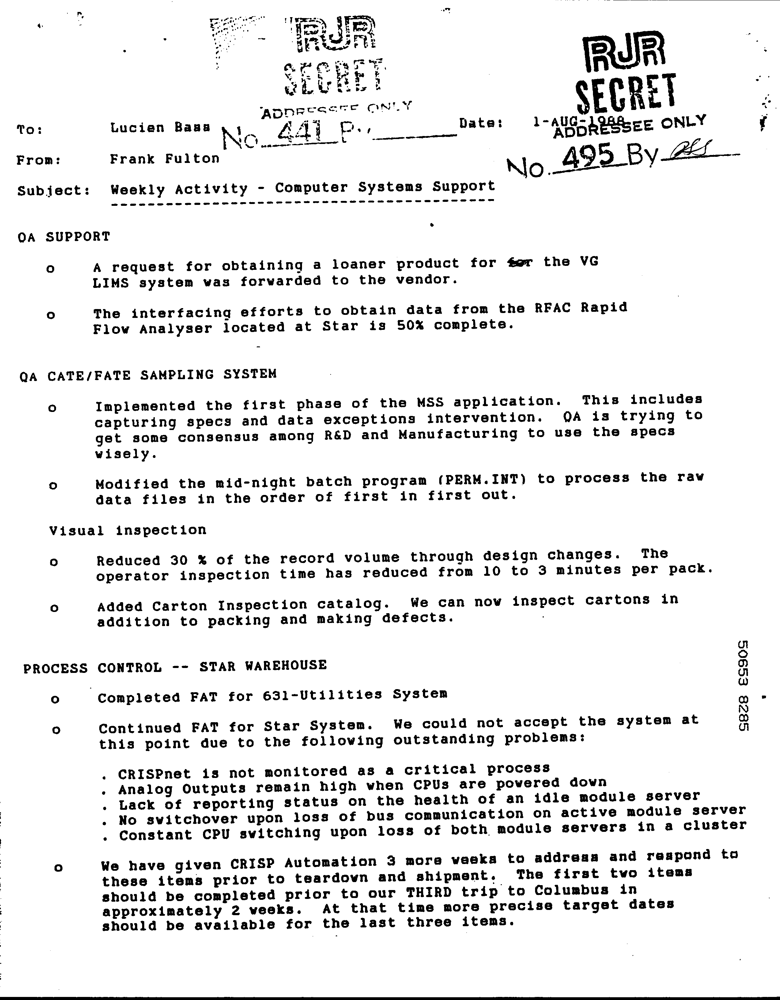 RJR
SECRET
ADDRESSEE ONLY
No. 441
RJR
SECRET
ADDRESSEE ONLY
No. 495 By
To: Lucien Bass Date: 1-AUG-1988
From: Frank Fulton
Subject: Weekly Activity - Computer Systems Support
-------------------------------------------
OA SUPPORT
o A request for obtaining a loaner product for for the VG
LIMS system was forwarded to the vendor.
o The interfacing efforts to obtain data from the RFAC Rapid
Flow Analyser located at Star is 50% complete.
QA CATE/FATE SAMPLING SYSTEM
o Implemented the first phase of the MSS application. This includes
capturing specs and data exceptions intervention. QA is trying to
get some consensus among R&D and Manufacturing to use the specs
wisely.
o Modified the mid-night batch program (PERM.INT) to process the raw
data files in the order of first in first out.
Visual inspection
o Reduced 30 % of the record volume through design changes. The
operator inspection time has reduced from 10 to 3 minutes per pack.
o Added Carton Inspection catalog. We can now inspect cartons in
addition to packing and making defects.
PROCESS CONTROL -- STAR WAREHOUSE
o Completed FAT for 631-Utilities System
o Continued FAT for Star System. We could not accept the system at
this point due to the following outstanding problems:
. CRISPnet is not monitored as a critical process
. Analog Outputs remain high when CPUs are powered down
. Lack of reporting status on the health of an idle module server
. No switchover upon loss of bus communication on active module server
. Constant CPU switching upon loss of both module servers in a cluster
o We have given CRISP Automation 3 more weeks to address and respond to
these items prior to teardown and shipment. The first two items
should be completed prior to our THIRD trip to Columbus in
approximately 2 weeks. At that time more precise target dates
should be available for the last three items.
50653 8285